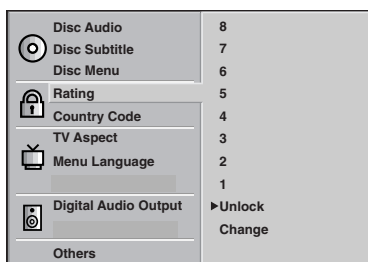 Disc Audio
Disc Subtitle
Disc Menu
Rating
Country Code
TV Aspect
Menu Language
Digital Audio Output
Others
8
7
6
5
4
3
2
1
▶Unlock
Change